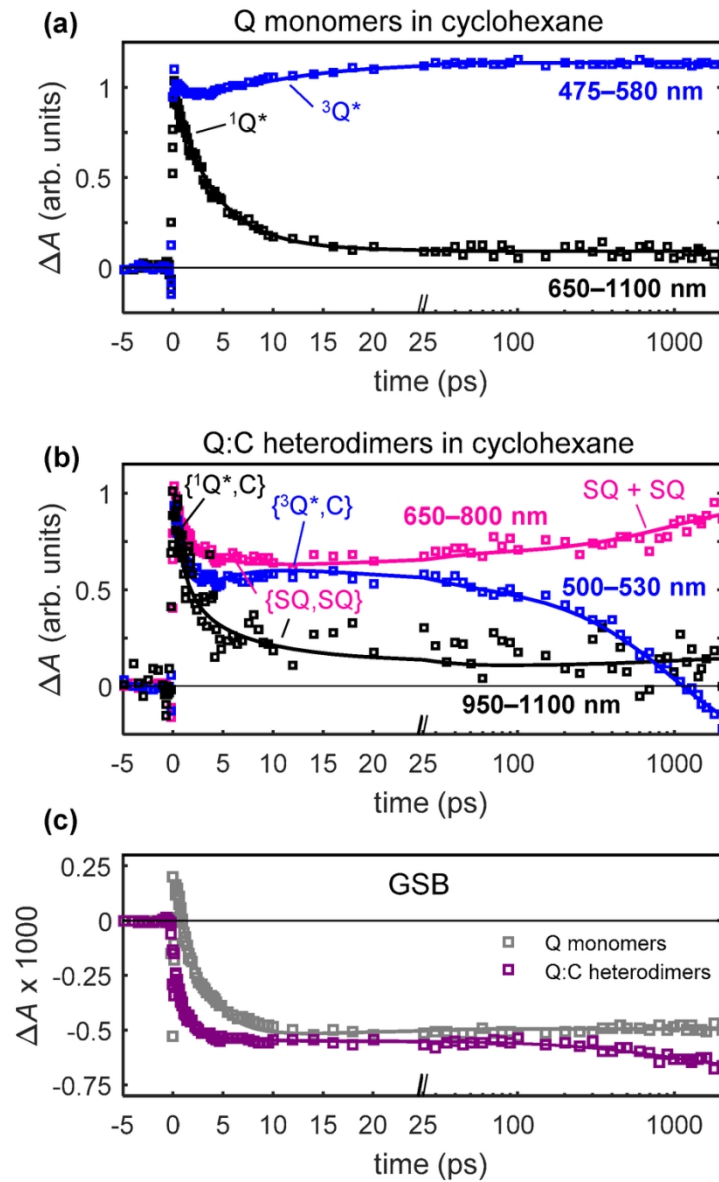 (a) Q monomers in cyclohexane
ΔA (arb. units)
1
0.5
0
475–580 nm
³Q*
¹Q*
650–1100 nm
-5 0 5 10 15 20 25 100 1000
time (ps)
(b) Q:C heterodimers in cyclohexane
ΔA (arb. units)
1
0.5
0
{¹Q*,C}
{³Q*,C}
650–800 nm
SQ + SQ
500–530 nm
{SQ,SQ}
950–1100 nm
-5 0 5 10 15 20 25 100 1000
time (ps)
(c)
ΔA x 1000
0.25
0
-0.25
-0.5
-0.75
GSB
Q monomers
Q:C heterodimers
-5 0 5 10 15 20 25 100 1000
time (ps)